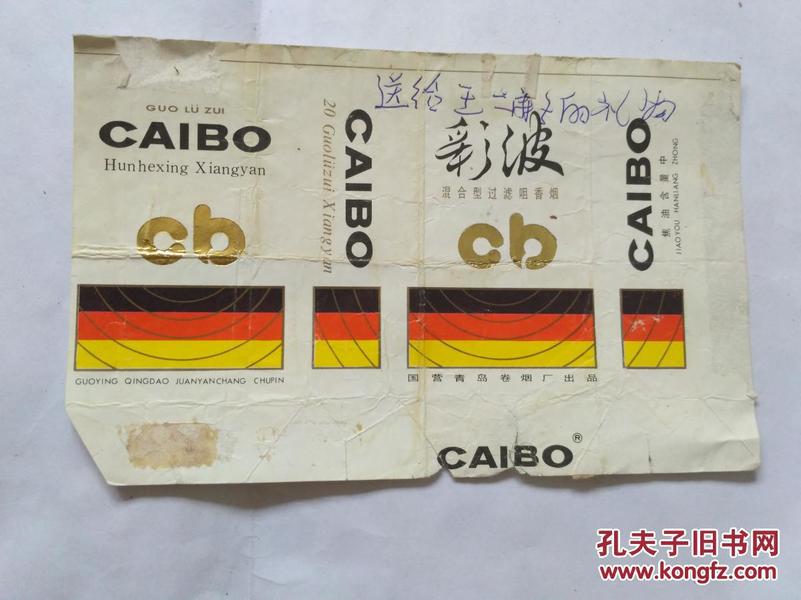 送给王
的礼物
GUO LÜ ZUI
CAIBO
Hunhexing Xiangyan
cb
GUOYING QINGDAO JUANYANCHANG CHUPIN
CAIBO
20 Guolüzui Xiangyan
彩波
混合型过滤咀香烟
cb
国营青岛卷烟厂出品
CAIBO®
CAIBO
焦油含量中
JIAOYOU HANLIANG ZHONG
孔夫子旧书网
www.kongfz.com